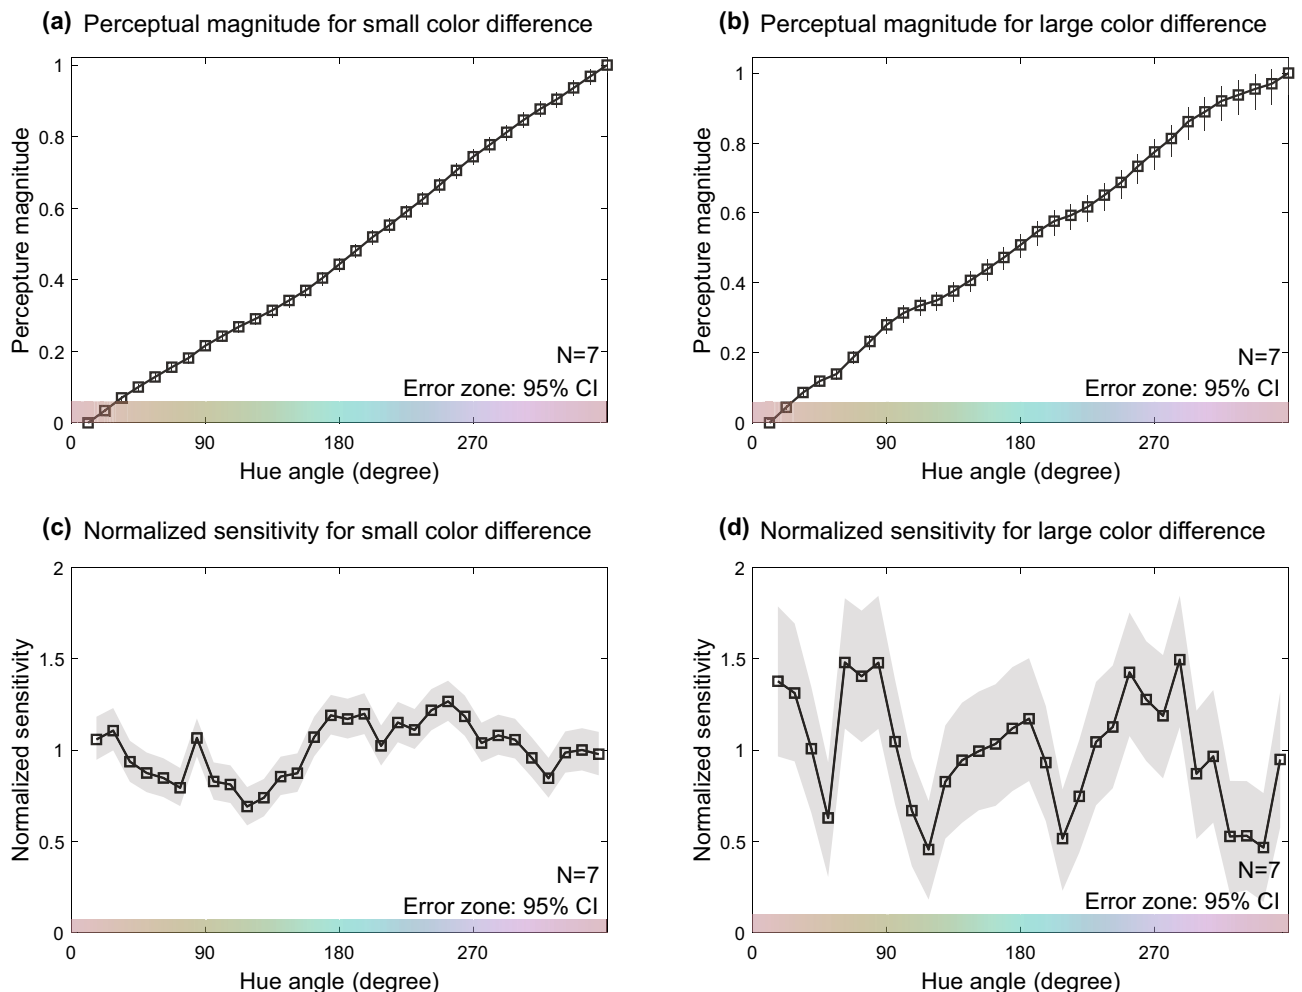 (a) Perceptual magnitude for small color difference
1
0.8
0.6
0.4
0.2
0
Percepture magnitude
N=7
Error zone: 95% CI
0 90 180 270
Hue angle (degree)
(b) Perceptual magnitude for large color difference
1
0.8
0.6
0.4
0.2
0
Percepture magnitude
N=7
Error zone: 95% CI
0 90 180 270
Hue angle (degree)
(c) Normalized sensitivity for small color difference
2
1.5
1
0.5
0
Normalized sensitivity
N=7
Error zone: 95% CI
0 90 180 270
Hue angle (degree)
(d) Normalized sensitivity for large color difference
2
1.5
1
0.5
0
Normalized sensitivity
N=7
Error zone: 95% CI
0 90 180 270
Hue angle (degree)